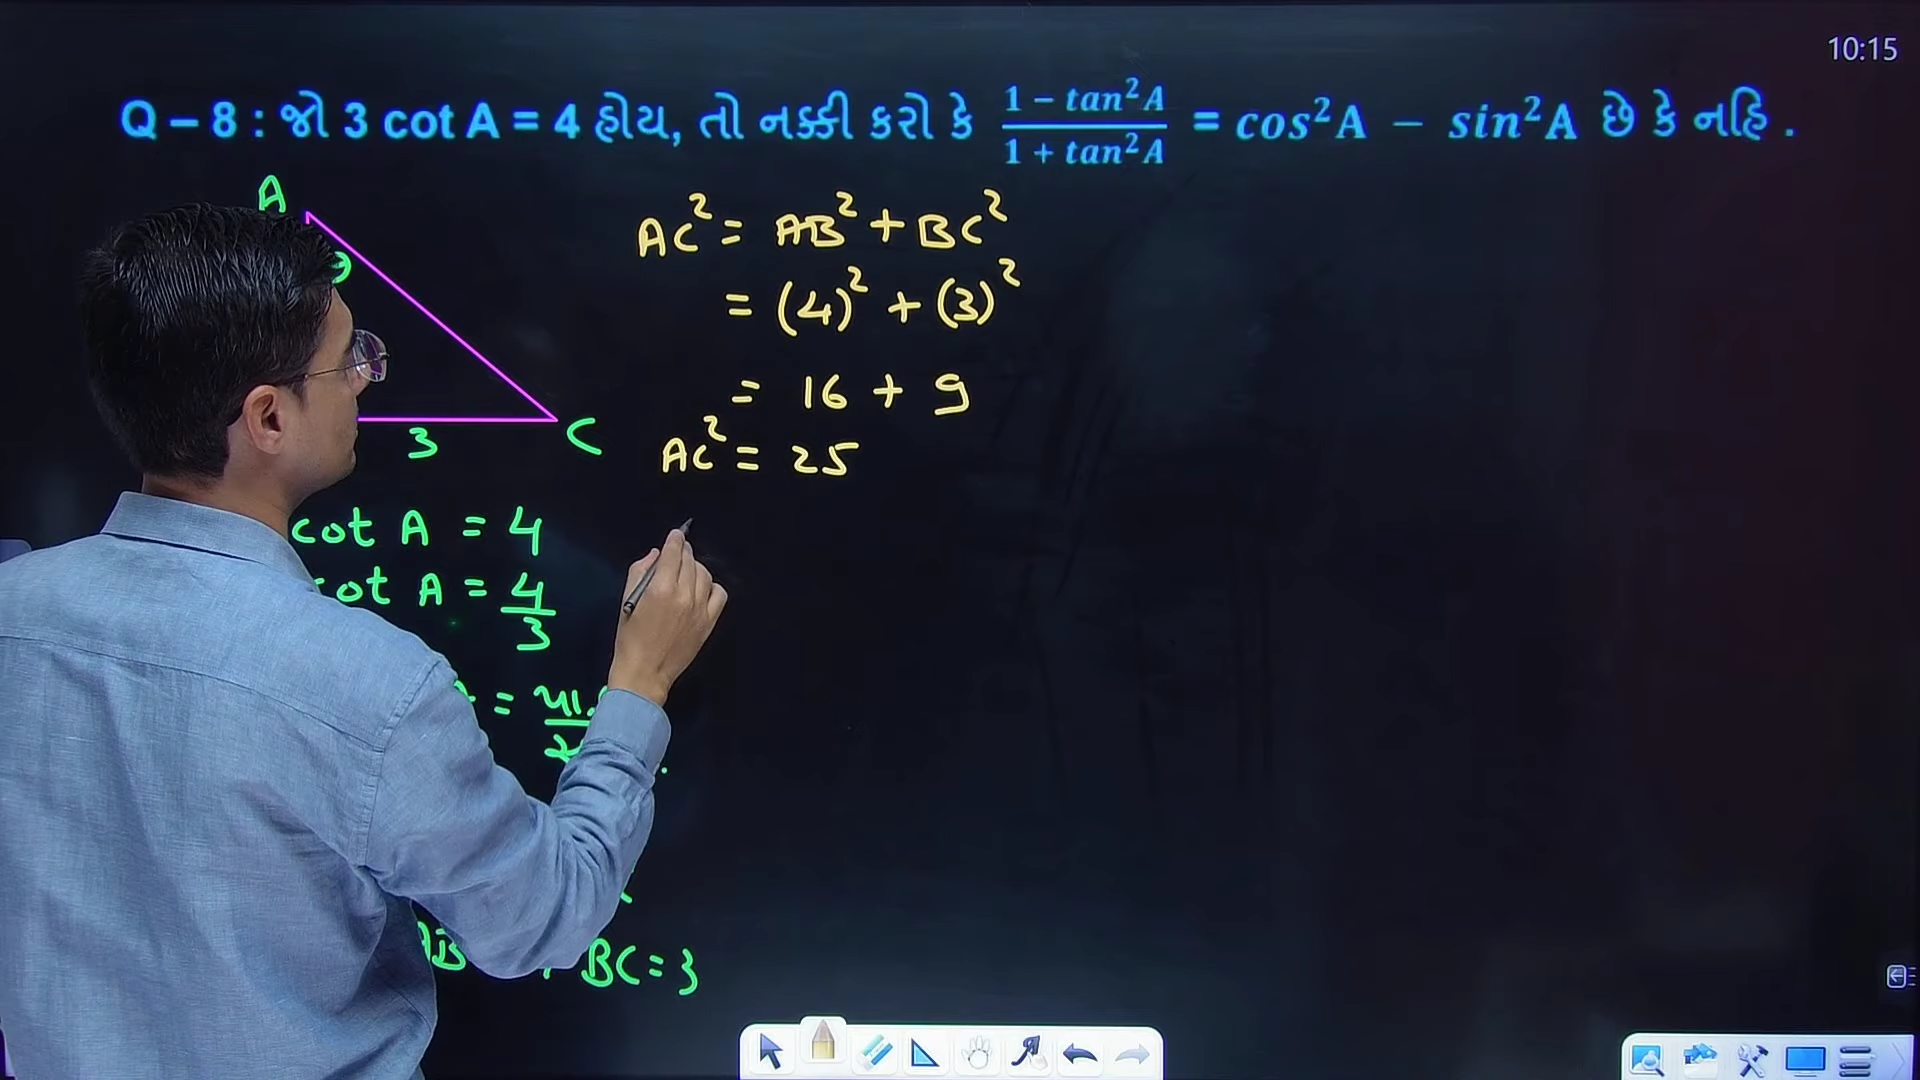 10:15
Q – 8 : જો 3 cot A = 4 હોય, તો નક્કી કરો કે (1 – tan²A)/(1 + tan²A) = cos²A – sin²A છે કે નહિ .
A
3
C
cot A = 4
cot A = 4/3
BC = 3
AC² = AB² + BC²
= (4)² + (3)²
= 16 + 9
AC² = 25